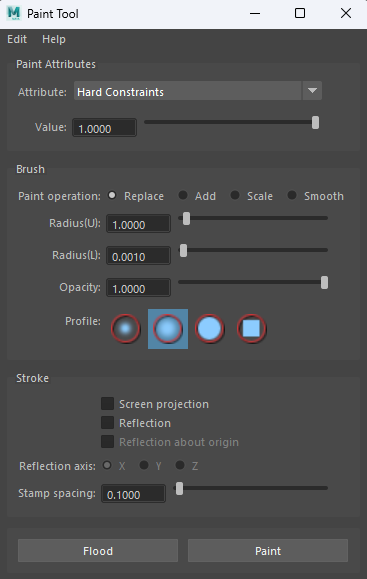 Paint Tool
Edit Help
Paint Attributes
Attribute: Hard Constraints
Value: 1.0000
Brush
Paint operation: Replace Add Scale Smooth
Radius(U): 1.0000
Radius(L): 0.0010
Opacity: 1.0000
Profile:
Stroke
Screen projection
Reflection
Reflection about origin
Reflection axis: X Y Z
Stamp spacing: 0.1000
Flood Paint